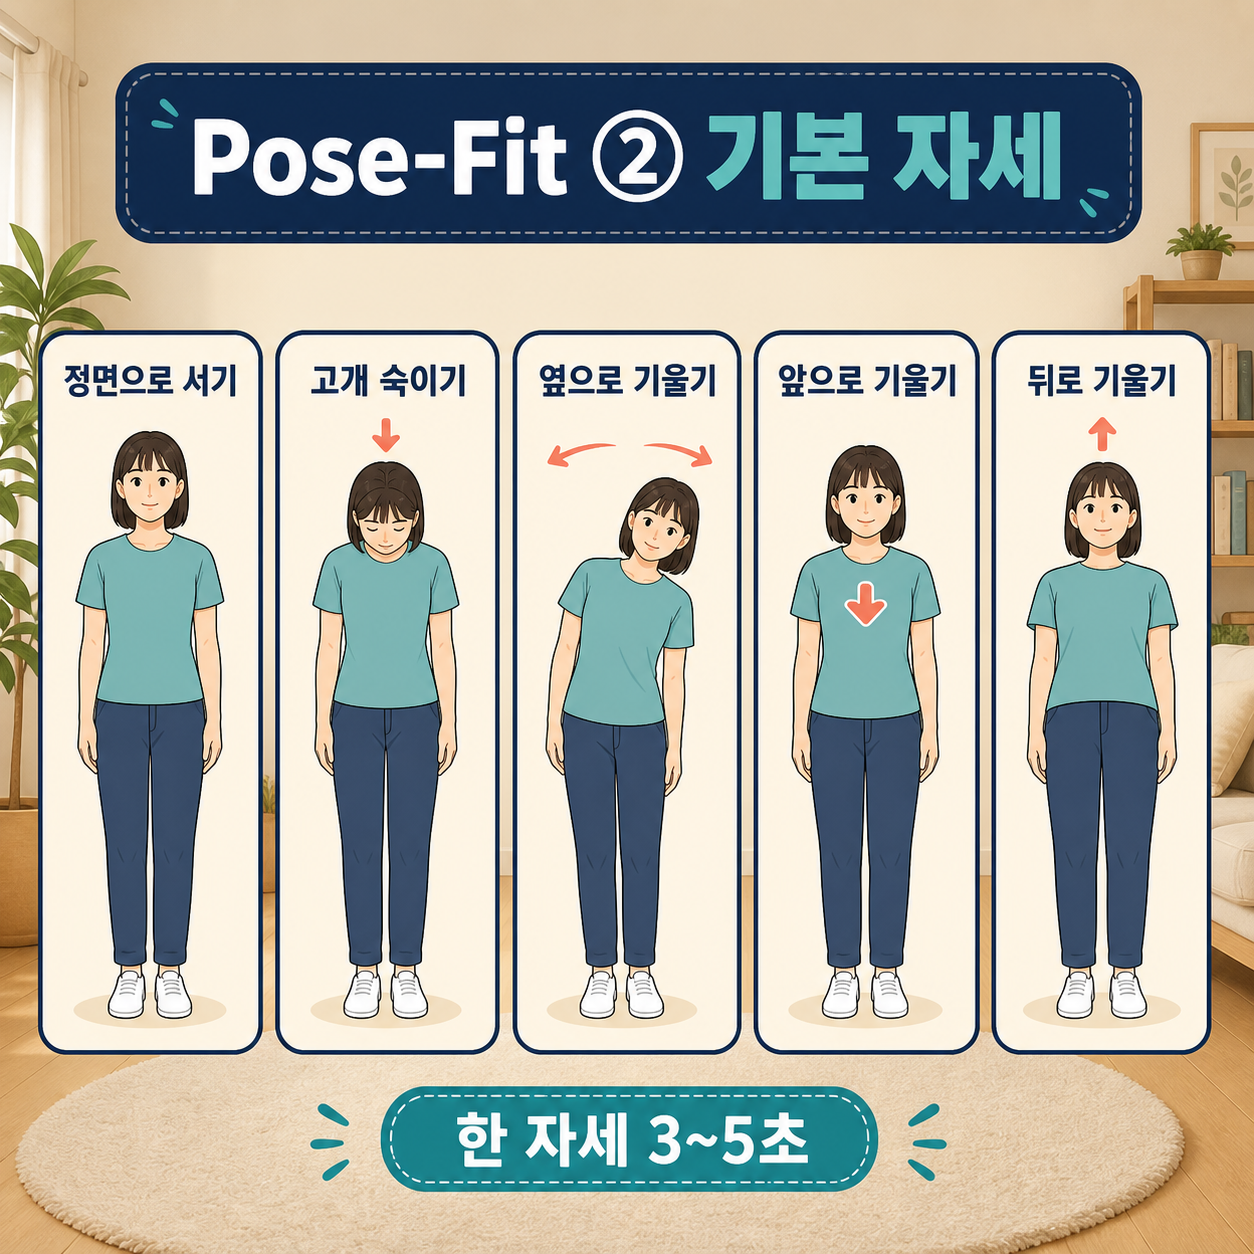 Pose-Fit ② 기본 자세
정면으로 서기
고개 숙이기
옆으로 기울기
앞으로 기울기
뒤로 기울기
한 자세 3~5초